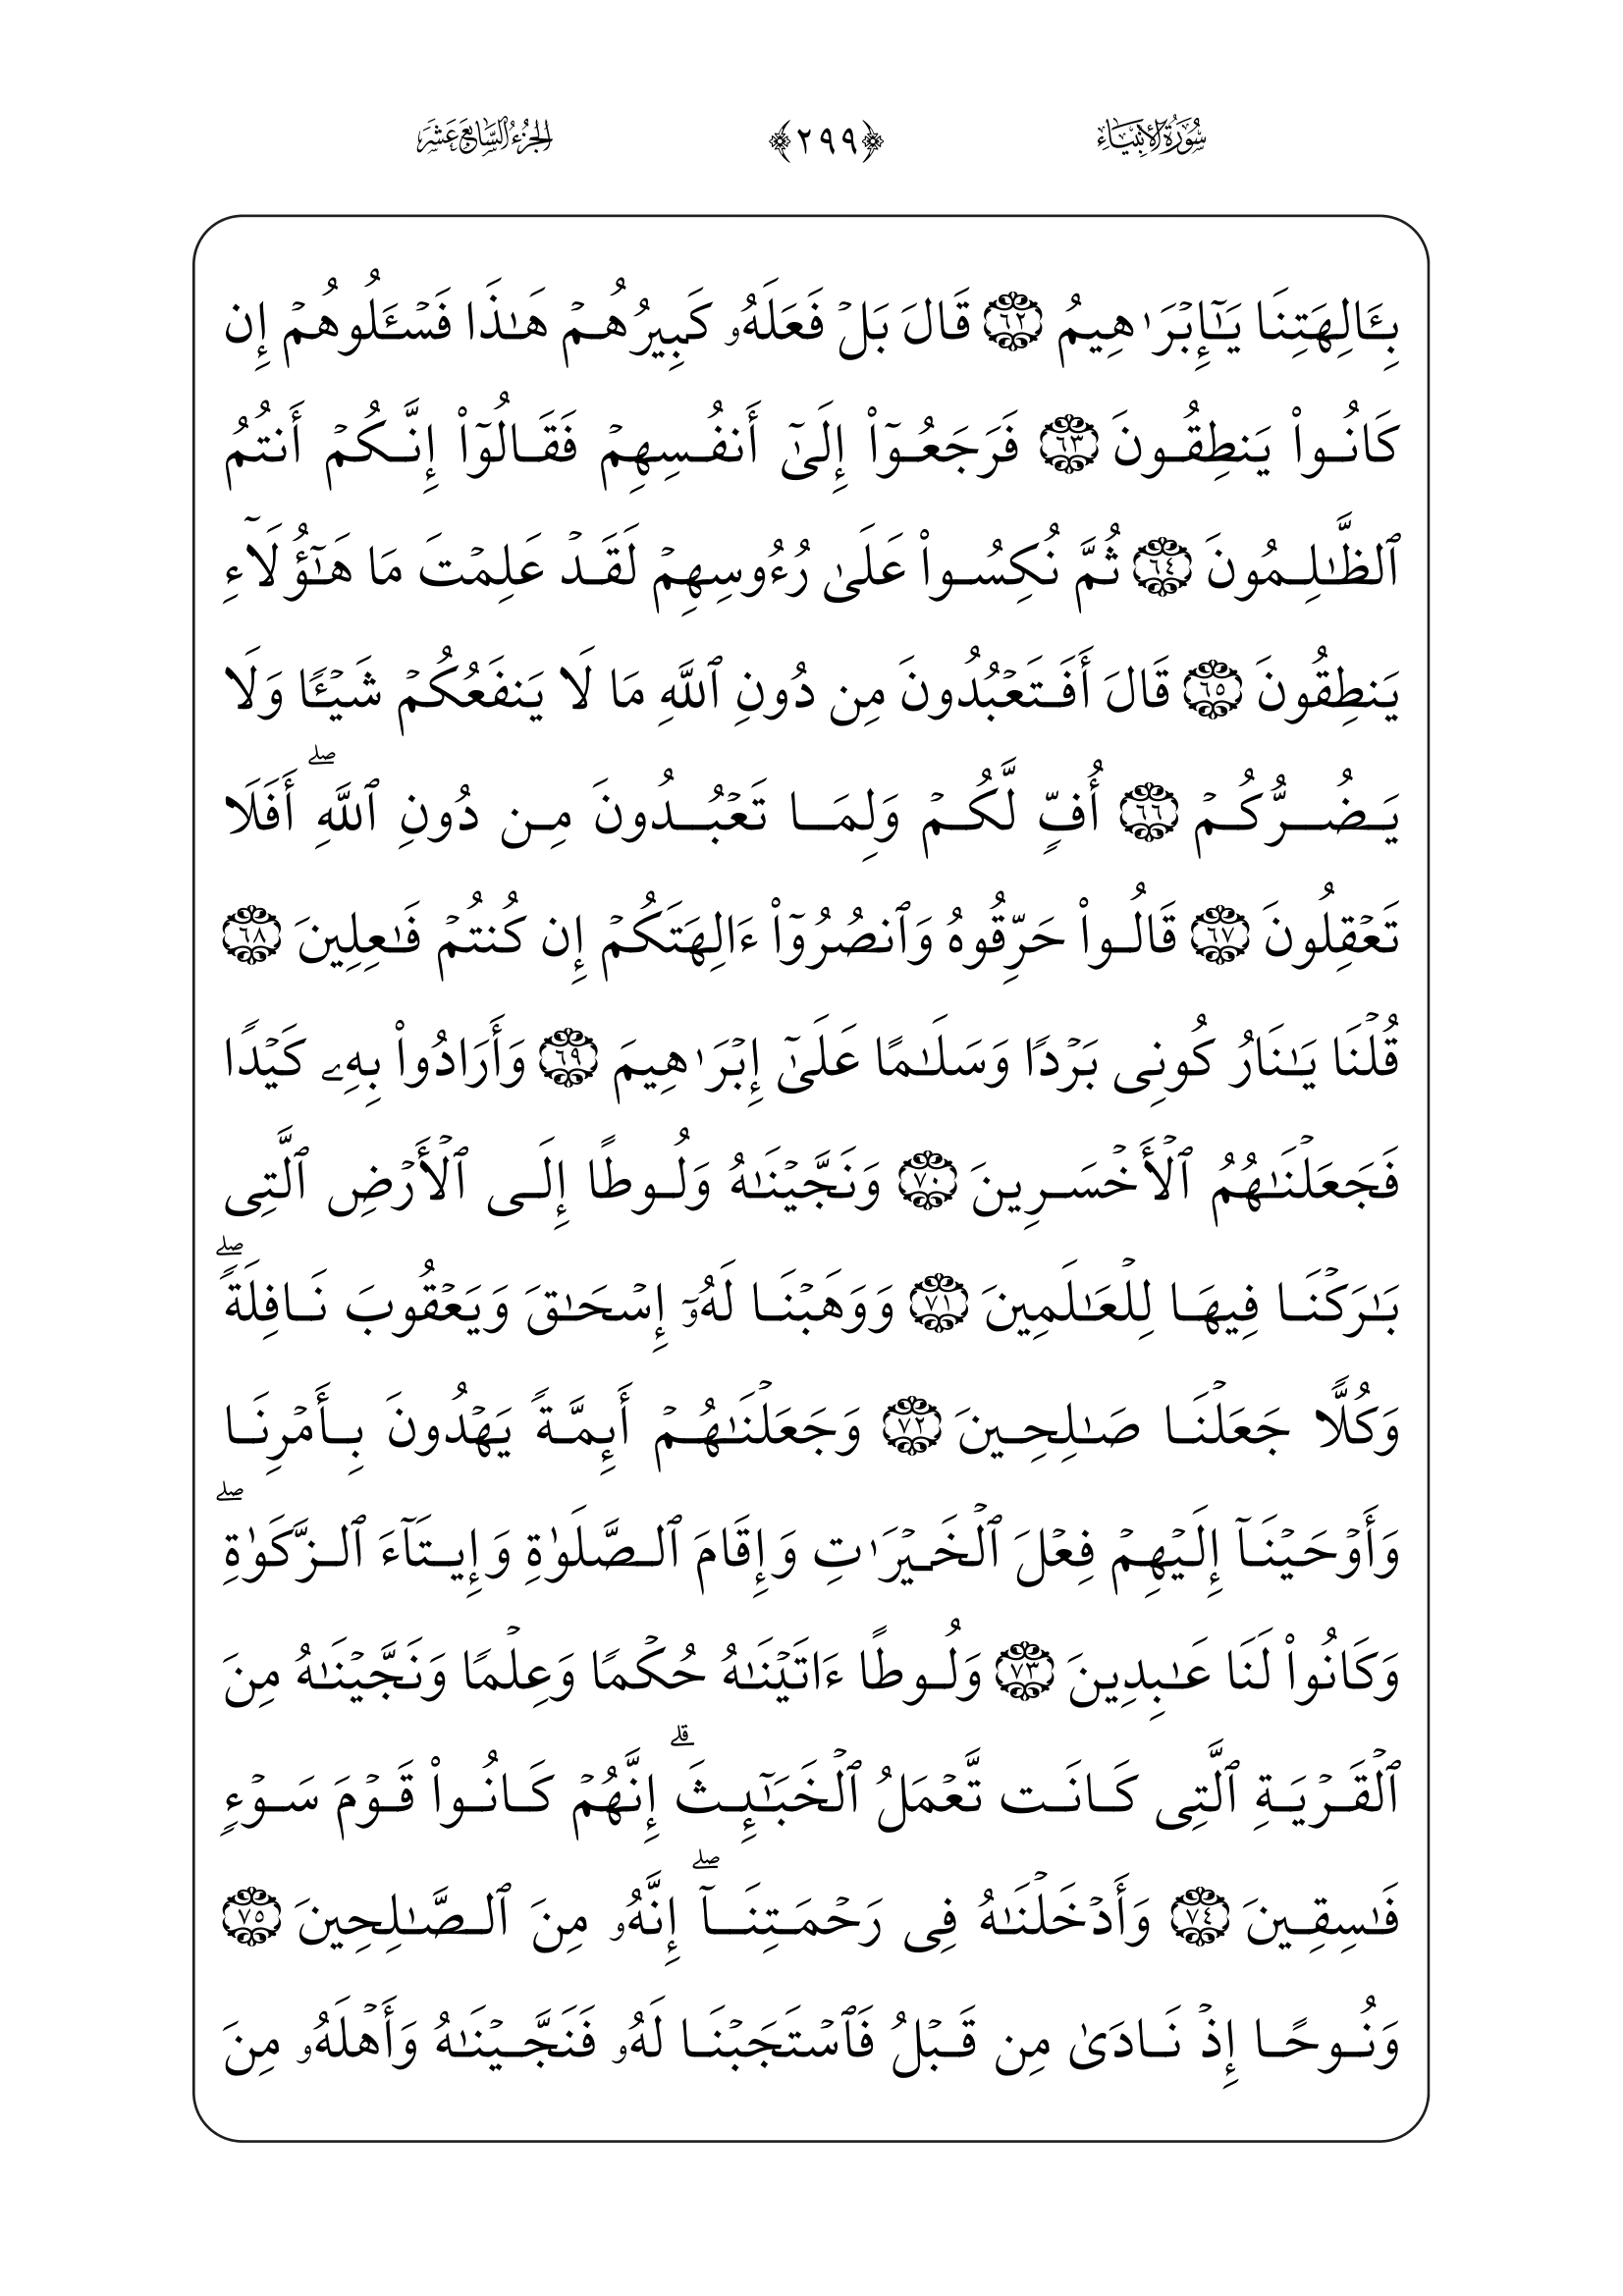 سُورَةُ الأَنبِيَاءِ ﴿٢٩٩﴾ الجُزْءُ السَّابِعَ عَشَرَ
بِـَٔالِهَتِنَا يَـٰٓإِبْرَٰهِيمُ ٦٢ قَالَ بَلْ فَعَلَهُۥ كَبِيرُهُمْ هَـٰذَا فَسْـَٔلُوهُمْ إِن
كَانُوا۟ يَنطِقُونَ ٦٣ فَرَجَعُوٓا۟ إِلَىٰٓ أَنفُسِهِمْ فَقَالُوٓا۟ إِنَّكُمْ أَنتُمُ
ٱلظَّـٰلِمُونَ ٦٤ ثُمَّ نُكِسُوا۟ عَلَىٰ رُءُوسِهِمْ لَقَدْ عَلِمْتَ مَا هَـٰٓؤُلَآءِ
يَنطِقُونَ ٦٥ قَالَ أَفَتَعْبُدُونَ مِن دُونِ ٱللَّهِ مَا لَا يَنفَعُكُمْ شَيْـًٔا وَلَا
يَضُرُّكُمْ ٦٦ أُفٍّ لَّكُمْ وَلِمَا تَعْبُدُونَ مِن دُونِ ٱللَّهِ ۖ أَفَلَا
تَعْقِلُونَ ٦٧ قَالُوا۟ حَرِّقُوهُ وَٱنصُرُوٓا۟ ءَالِهَتَكُمْ إِن كُنتُمْ فَـٰعِلِينَ ٦٨
قُلْنَا يَـٰنَارُ كُونِى بَرْدًا وَسَلَـٰمًا عَلَىٰٓ إِبْرَٰهِيمَ ٦٩ وَأَرَادُوا۟ بِهِۦ كَيْدًا
فَجَعَلْنَـٰهُمُ ٱلْأَخْسَرِينَ ٧٠ وَنَجَّيْنَـٰهُ وَلُوطًا إِلَى ٱلْأَرْضِ ٱلَّتِى
بَـٰرَكْنَا فِيهَا لِلْعَـٰلَمِينَ ٧١ وَوَهَبْنَا لَهُۥٓ إِسْحَـٰقَ وَيَعْقُوبَ نَافِلَةً ۖ
وَكُلًّا جَعَلْنَا صَـٰلِحِينَ ٧٢ وَجَعَلْنَـٰهُمْ أَئِمَّةً يَهْدُونَ بِأَمْرِنَا
وَأَوْحَيْنَآ إِلَيْهِمْ فِعْلَ ٱلْخَيْرَٰتِ وَإِقَامَ ٱلصَّلَوٰةِ وَإِيتَآءَ ٱلزَّكَوٰةِ ۖ
وَكَانُوا۟ لَنَا عَـٰبِدِينَ ٧٣ وَلُوطًا ءَاتَيْنَـٰهُ حُكْمًا وَعِلْمًا وَنَجَّيْنَـٰهُ مِنَ
ٱلْقَرْيَةِ ٱلَّتِى كَانَت تَّعْمَلُ ٱلْخَبَـٰٓئِثَ ۗ إِنَّهُمْ كَانُوا۟ قَوْمَ سَوْءٍ
فَـٰسِقِينَ ٧٤ وَأَدْخَلْنَـٰهُ فِى رَحْمَتِنَآ ۖ إِنَّهُۥ مِنَ ٱلصَّـٰلِحِينَ ٧٥
وَنُوحًا إِذْ نَادَىٰ مِن قَبْلُ فَٱسْتَجَبْنَا لَهُۥ فَنَجَّيْنَـٰهُ وَأَهْلَهُۥ مِنَ